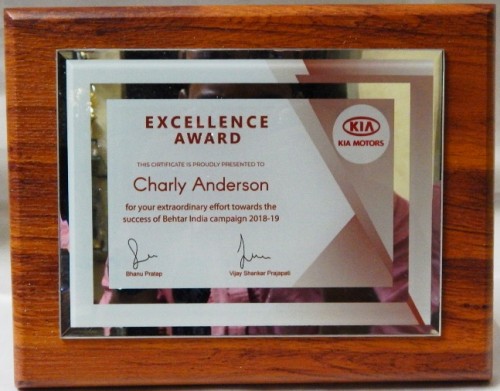 EXCELLENCE
AWARD
KIA
KIA MOTORS
THIS CERTIFICATE IS PROUDLY PRESENTED TO
Charly Anderson
for your extraordinary effort towards the
success of Behtar India campaign 2018-19
Bhanu Pratap
Vijay Shankar Prajapati